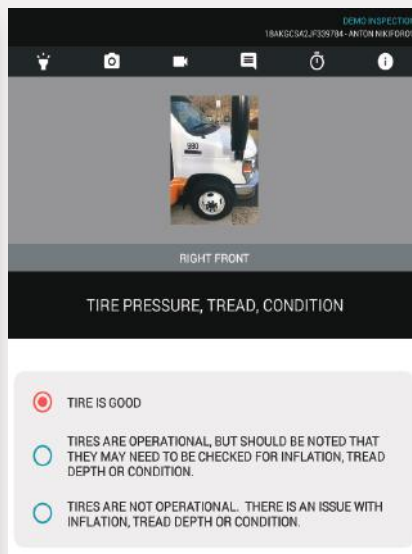 DEMO INSPECTION
- ANTON NIKIFOROV
980
RIGHT FRONT
TIRE PRESSURE, TREAD, CONDITION
TIRE IS GOOD
TIRES ARE OPERATIONAL, BUT SHOULD BE NOTED THAT
THEY MAY NEED TO BE CHECKED FOR INFLATION, TREAD
DEPTH OR CONDITION.
TIRES ARE NOT OPERATIONAL. THERE IS AN ISSUE WITH
INFLATION, TREAD DEPTH OR CONDITION.